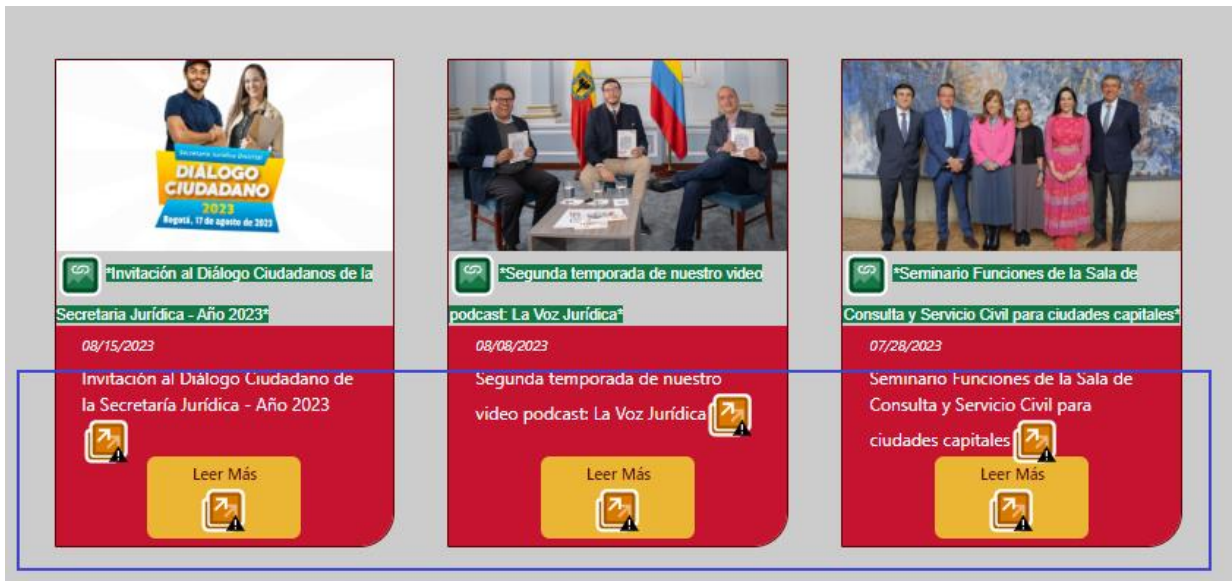 Secretaría Jurídica Distrital
DIÁLOGO
CIUDADANO
2023
Bogotá, 17 de agosto de 2023
*Invitación al Diálogo Ciudadanos de la
Secretaria Jurídica - Año 2023*
08/15/2023
Invitación al Diálogo Ciudadano de
la Secretaría Jurídica - Año 2023
Leer Más
*Segunda temporada de nuestro video
podcast: La Voz Jurídica*
08/08/2023
Segunda temporada de nuestro
video podcast: La Voz Jurídica
Leer Más
*Seminario Funciones de la Sala de
Consulta y Servicio Civil para ciudades capitales*
07/28/2023
Seminario Funciones de la Sala de
Consulta y Servicio Civil para
ciudades capitales
Leer Más